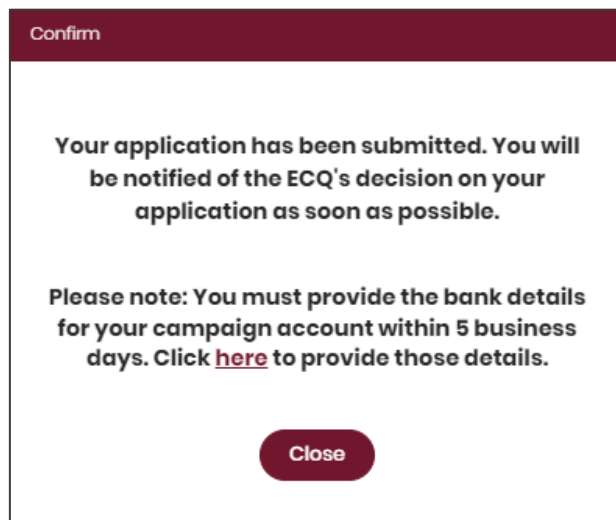 Confirm
Your application has been submitted. You will
be notified of the ECQ's decision on your
application as soon as possible.
Please note: You must provide the bank details
for your campaign account within 5 business
days. Click here to provide those details.
Close